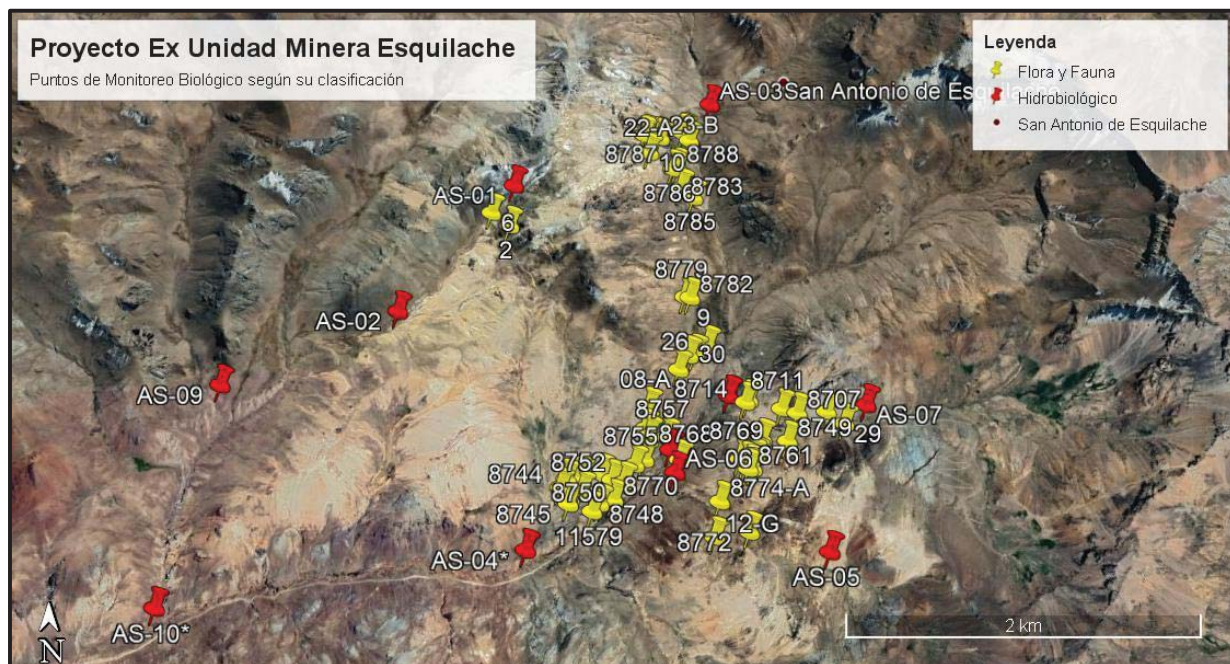 Proyecto Ex Unidad Minera Esquilache
Puntos de Monitoreo Biológico según su clasificación
Leyenda
Flora y Fauna
Hidrobiológico
San Antonio de Esquilache
AS-03 San Antonio de Esquilache
22-A
23-B
8787
10
8788
8786
8783
8785
AS-01
6
2
8779
8782
AS-02
9
26
30
AS-09
08-A
8714
8711
8707
AS-07
8757
8755
8768
8769
8749
29
AS-06
8761
8744
8752
8770
8774-A
8750
8745
8748
11579
12-G
8772
AS-04*
AS-05
AS-10*
2 km
N